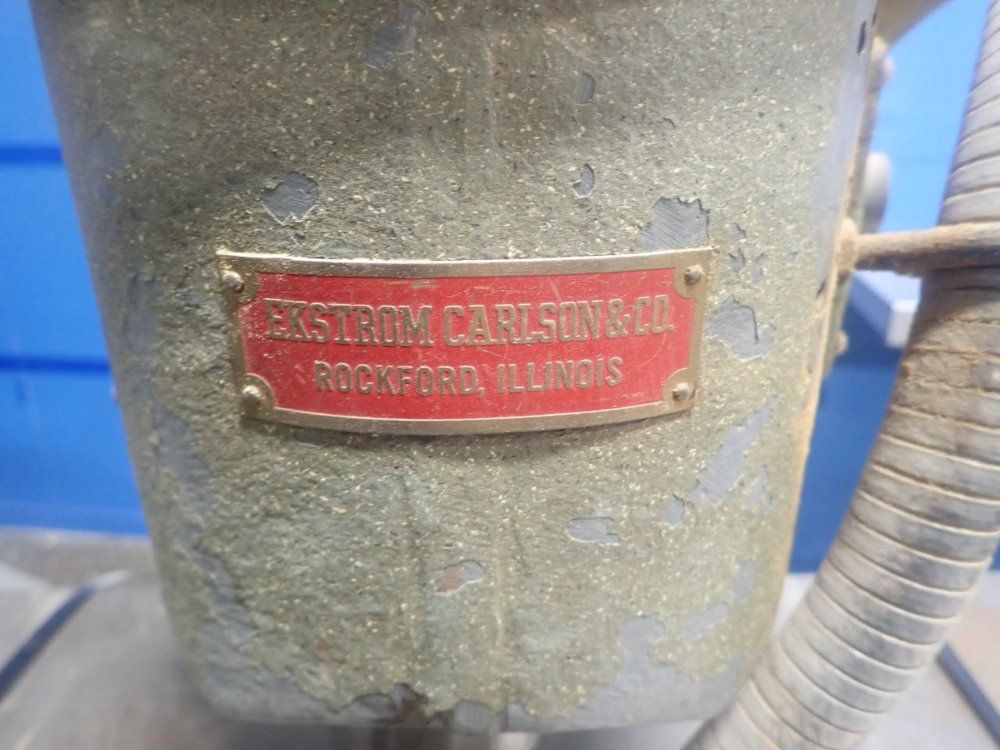 EKSTROM CARLSON & CO.
ROCKFORD, ILLINOIS